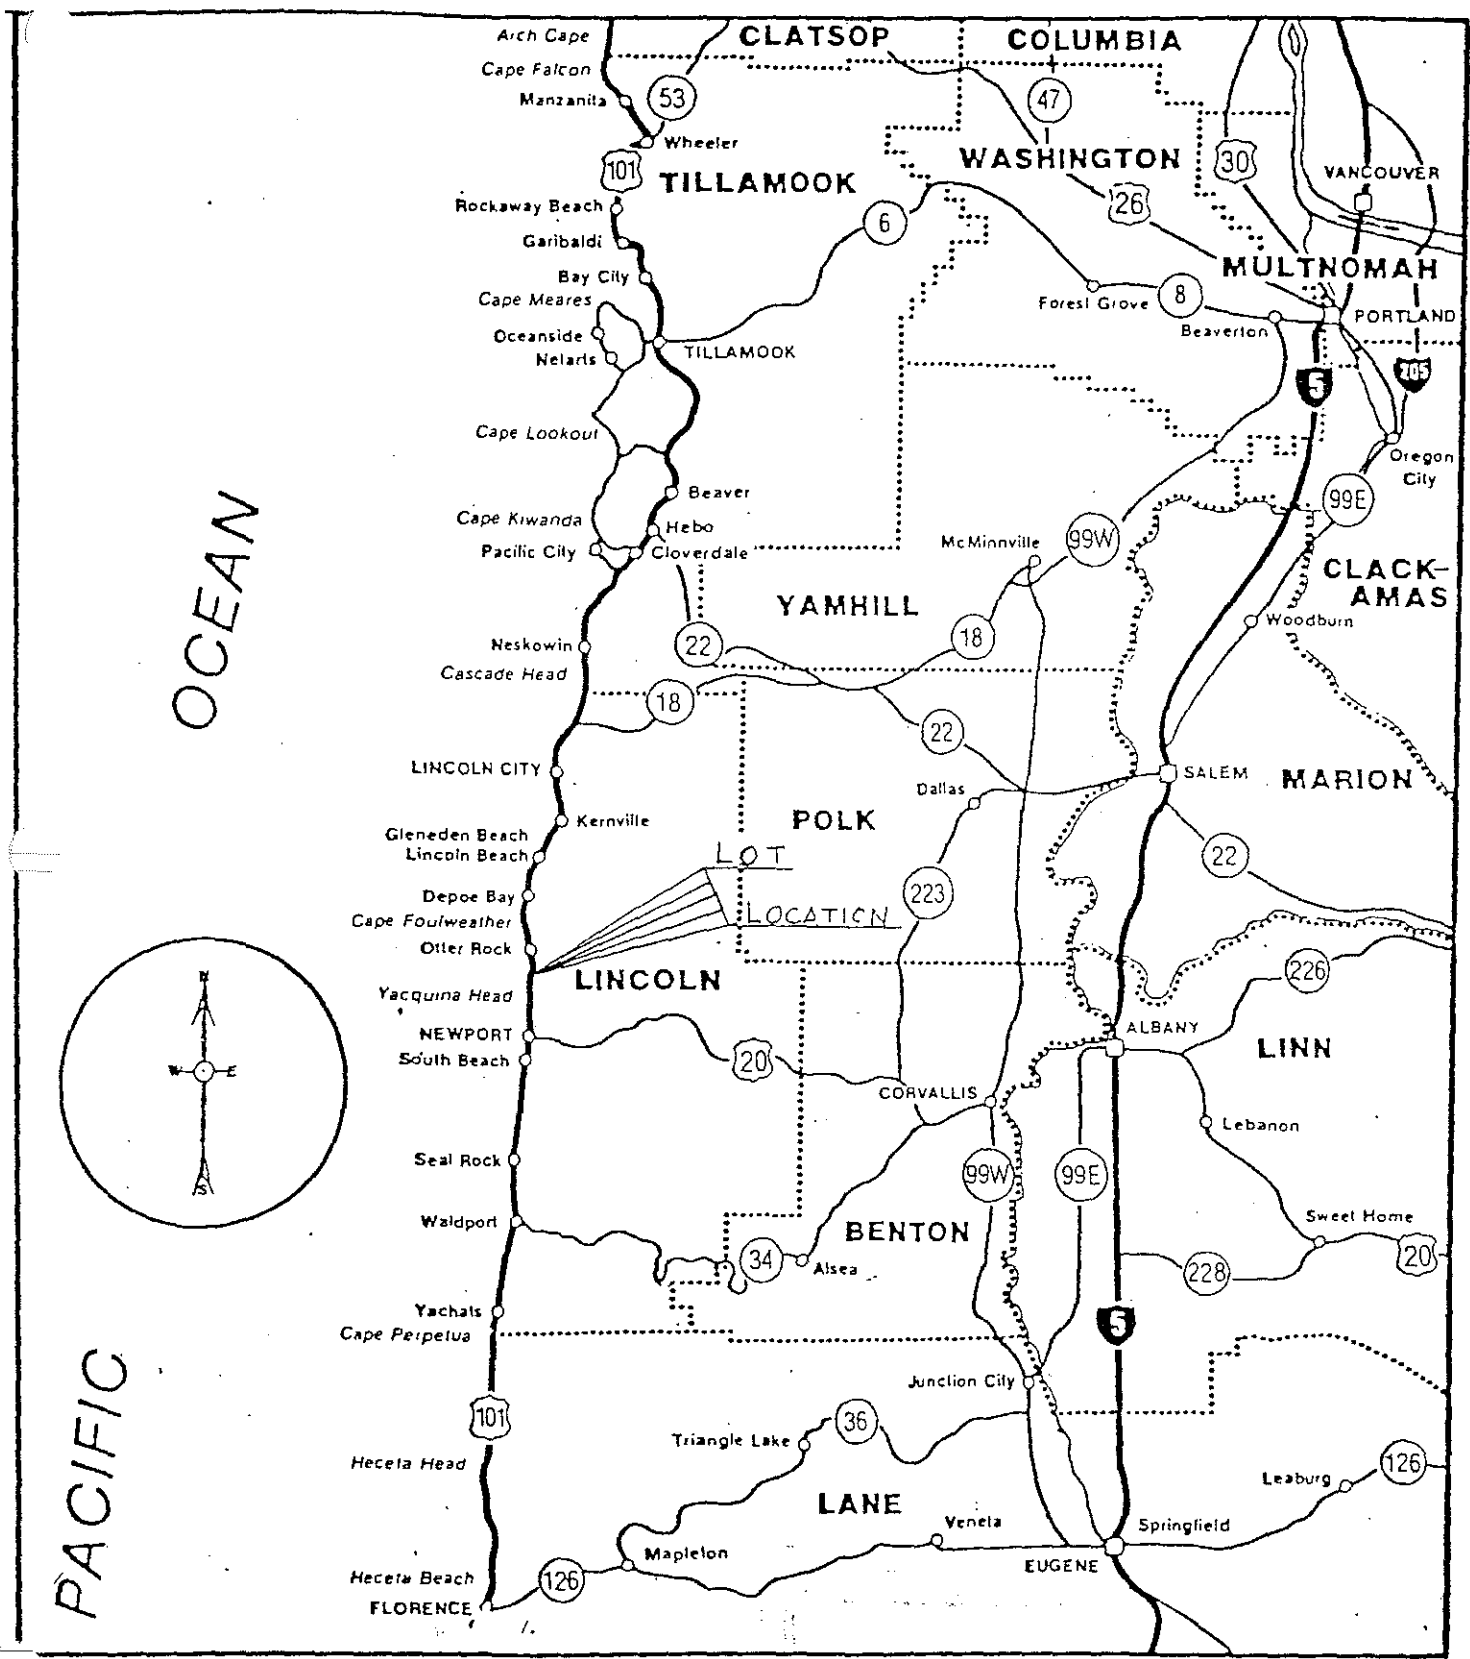 Arch Cape
CLATSOP
COLUMBIA
Cape Falcon
Manzanita
53
47
Wheeler
101
TILLAMOOK
WASHINGTON
30
VANCOUVER
26
Rockaway Beach
6
Garibaldi
MULTNOMAH
Bay City
Cape Meares
Forest Grove
8
PORTLAND
Beaverton
Oceanside
Netarts
TILLAMOOK
5
205
Cape Lookout
Oregon
City
Beaver
99E
Cape Kiwanda
Hebo
Pacific City
Cloverdale
McMinnville
99W
CLACK-
AMAS
YAMHILL
Woodburn
Neskowin
22
18
Cascade Head
18
22
LINCOLN CITY
SALEM
MARION
Dallas
Kernville
POLK
Gleneden Beach
Lincoln Beach
LOT
22
Depoe Bay
223
Cape Foulweather
LOCATION
Otter Rock
LINCOLN
226
Yacquina Head
NEWPORT
ALBANY
South Beach
20
LINN
CORVALLIS
Lebanon
Seal Rock
99W
99E
Waldport
BENTON
Sweet Home
34
Alsea
20
228
Yachats
5
Cape Perpetua
Junction City
101
36
Triangle Lake
Heceta Head
126
Leaburg
LANE
Veneta
Springfield
Mapleton
EUGENE
Heceta Beach
126
FLORENCE
PACIFIC
OCEAN
N
W
E
S